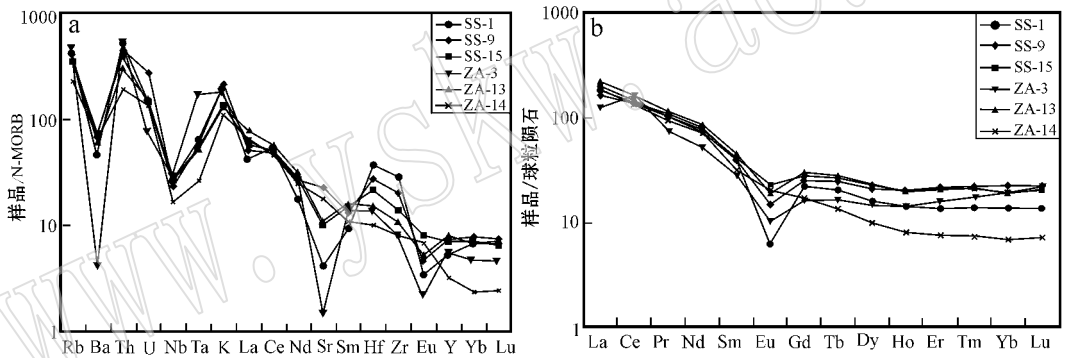 a
样品/N-MORB
1000
100
10
1
SS-1
SS-9
SS-15
ZA-3
ZA-13
ZA-14
Rb Ba Th U Nb Ta K La Ce Nd Sr Sm Hf Zr Eu Y Yb Lu
b
样品/球粒陨石
1000
100
10
1
SS-1
SS-9
SS-15
ZA-3
ZA-13
ZA-14
La Ce Pr Nd Sm Eu Gd Tb Dy Ho Er Tm Yb Lu